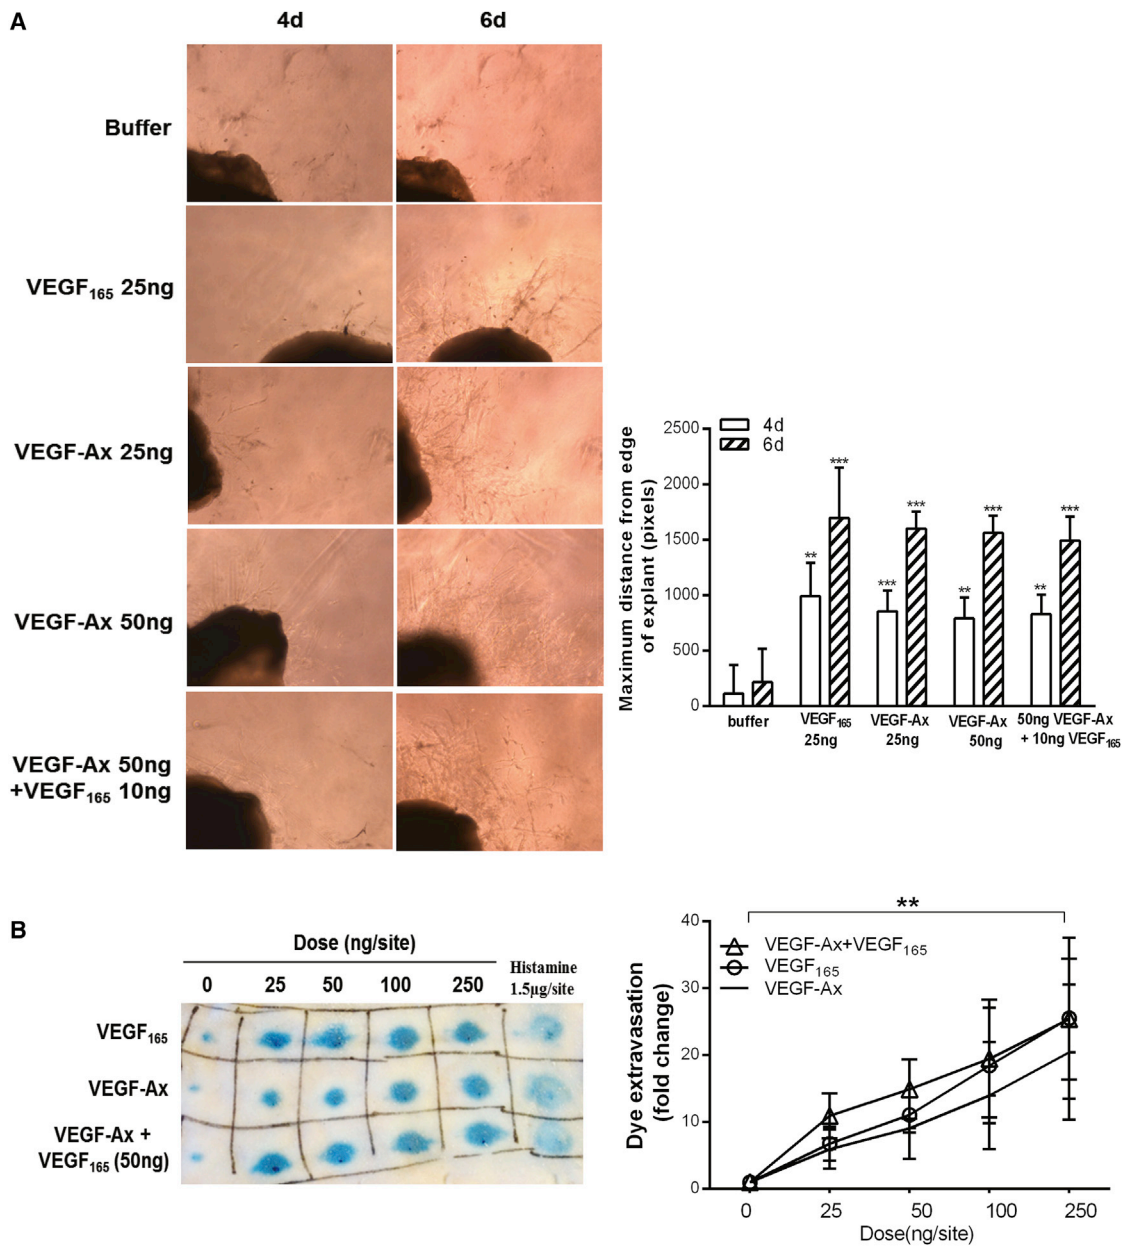 A
4d 6d
Buffer
VEGF165 25ng
VEGF-Ax 25ng
VEGF-Ax 50ng
VEGF-Ax 50ng
+VEGF165 10ng
Maximum distance from edge
of explant (pixels)
2500
2000
1500
1000
500
0
4d
6d
***
**
***
***
***
**
***
**
buffer
VEGF165
25ng
VEGF-Ax
25ng
VEGF-Ax
50ng
50ng VEGF-Ax
+ 10ng VEGF165
B
Dose (ng/site)
0 25 50 100 250
Histamine
1.5µg/site
VEGF165
VEGF-Ax
VEGF-Ax +
VEGF165 (50ng)
Dye extravasation
(fold change)
40
30
20
10
0
**
VEGF-Ax+VEGF165
VEGF165
VEGF-Ax
0 25 50 100 250
Dose(ng/site)